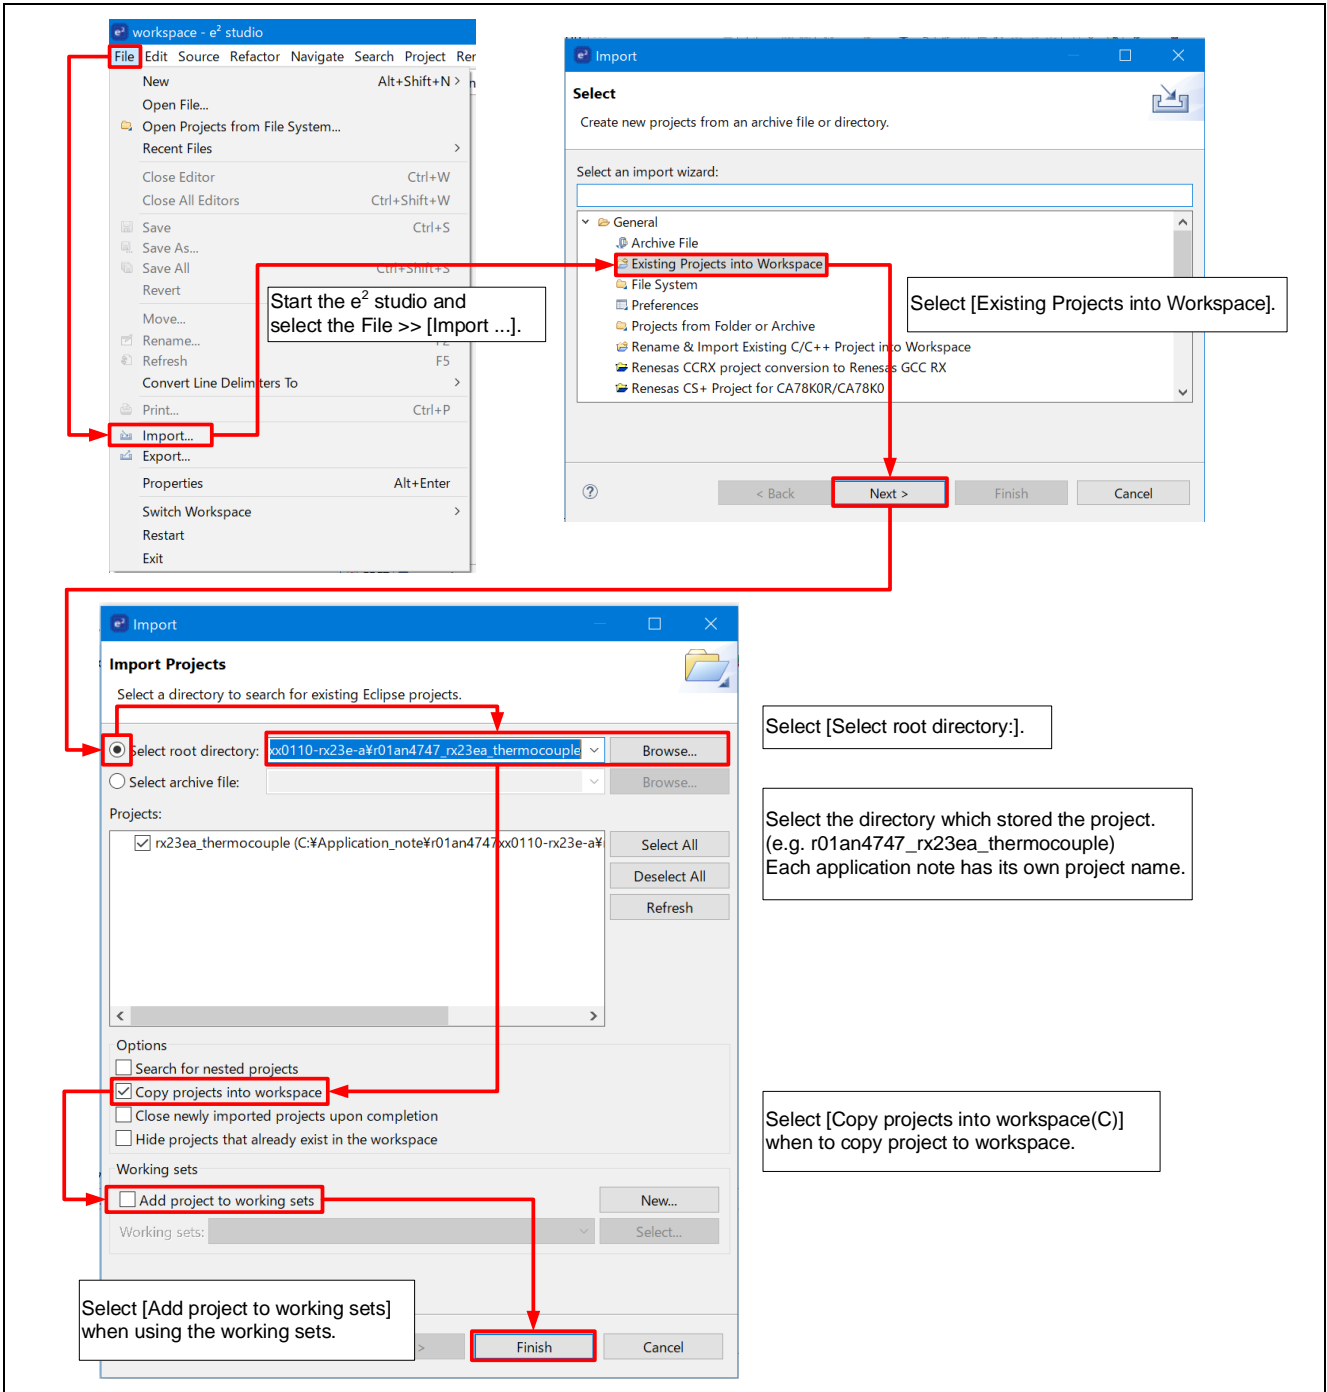 workspace - e² studio
File Edit Source Refactor Navigate Search Project Rer
New Alt+Shift+N >
Open File...
Open Projects from File System...
Recent Files >
Close Editor Ctrl+W
Close All Editors Ctrl+Shift+W
Save Ctrl+S
Save As...
Save All Ctrl+Shift+S
Revert
Move...
Rename... F2
Refresh F5
Convert Line Delimiters To >
Print... Ctrl+P
Import...
Export...
Properties Alt+Enter
Switch Workspace >
Restart
Exit
Start the e² studio and
select the File >> [Import ...].
Import
Select
Create new projects from an archive file or directory.
Select an import wizard:
General
Archive File
Existing Projects into Workspace
File System
Preferences
Projects from Folder or Archive
Rename & Import Existing C/C++ Project into Workspace
Renesas CCRX project conversion to Renesas GCC RX
Renesas CS+ Project for CA78K0R/CA78K0
< Back Next > Finish Cancel
Select [Existing Projects into Workspace].
Import
Import Projects
Select a directory to search for existing Eclipse projects.
Select root directory: xx0110-rx23e-a¥r01an4747_rx23ea_thermocouple Browse...
Select archive file: Browse...
Projects:
rx23ea_thermocouple (C:¥Application_note¥r01an4747xx0110-rx23e-a¥r
Select All
Deselect All
Refresh
Options
Search for nested projects
Copy projects into workspace
Close newly imported projects upon completion
Hide projects that already exist in the workspace
Working sets
Add project to working sets New...
Working sets: Select...
> Finish Cancel
Select [Select root directory:].
Select the directory which stored the project.
(e.g. r01an4747_rx23ea_thermocouple)
Each application note has its own project name.
Select [Copy projects into workspace(C)]
when to copy project to workspace.
Select [Add project to working sets]
when using the working sets.